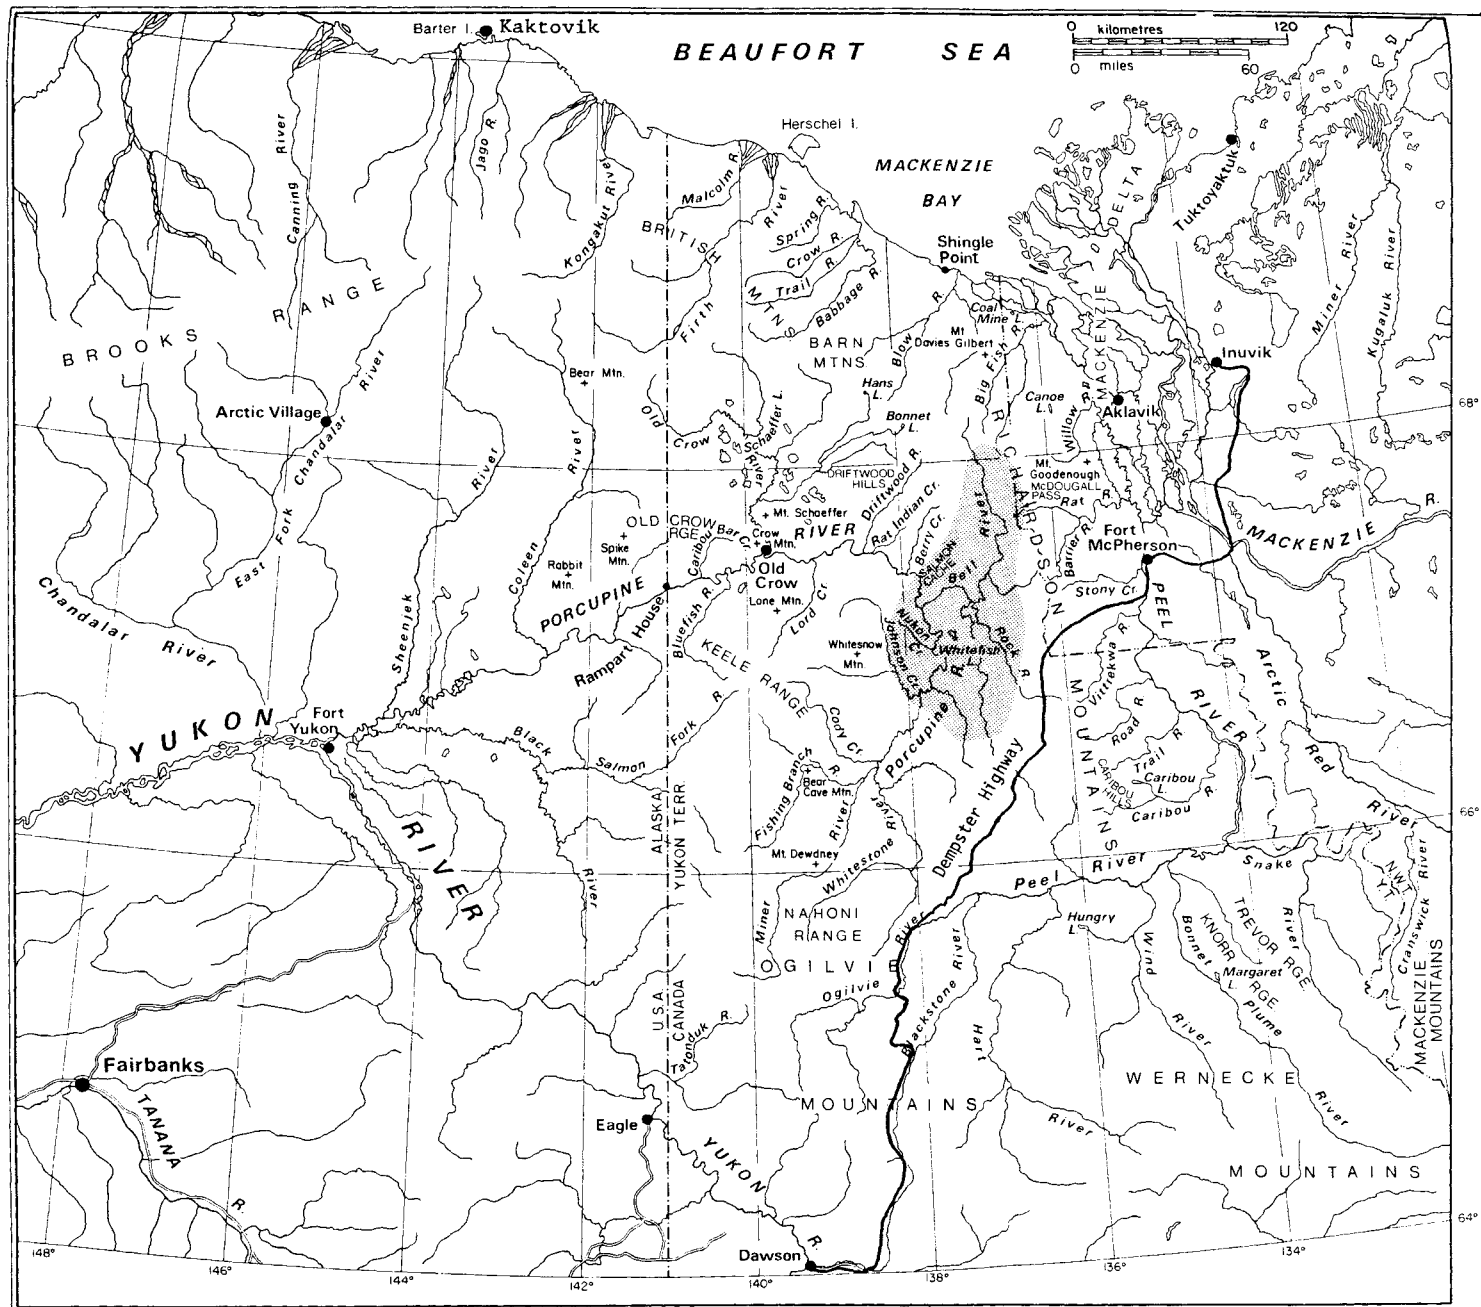 Barter I. Kaktovik
BEAUFORT SEA
0 kilometres 120
0 miles 60
Herschel I.
MACKENZIE
BAY
DELTA
Tuktoyaktuk
Canning River
Jago R.
Kongakut River
Malcolm R.
BRITISH
MTNS
Firth River
Spring R.
Crow R.
Trail R.
Babbage R.
Shingle
Point
Coal
Mine L.
Mt
Davies Gilbert
Big Fish R.
Blow R.
BARN
MTNS
Hans
L.
Bonnet
L.
Canoe
L.
Willow R.
MACKENZIE
Aklavik
Inuvik
Miner River
Kugaluk River
BROOKS RANGE
Arctic Village
East Fork Chandalar River
Bear Mtn.
Old Crow River
Schaeffer L.
DRIFTWOOD
HILLS
Driftwood R.
Mt.
Goodenough
McDOUGALL
PASS
Rat R.
68°
RICHARDSON
MOUNTAINS
OLD CROW
RGE
Mt. Schaeffer
Spike
Mtn.
Caribou Bar Cr.
Crow
Mtn.
RIVER
Rat Indian Cr.
Berry Cr.
SALMON
CACHE
Bell River
Barrier R.
Fort
McPherson
MACKENZIE R.
Old
Crow
Rabbit
Mtn.
Coleen River
Sheenjek River
PORCUPINE
Rampart House
Bluefish R.
Lone Mtn.
Lord Cr.
Stony Cr.
PEEL RIVER
Chandalar River
KEELE RANGE
Whitesnow
Mtn.
Johnson Cr.
Nukon Cr.
Whitefish
L.
Rock R.
Vittrekwa R.
Arctic Red River
YUKON RIVER
Fort
Yukon
Black River
Salmon Fork R.
Cody Cr.
Porcupine R.
Road R
Trail R
Caribou
L.
CARIBOU
HILLS
Caribou R.
Fishing Branch R.
Bear
Cave Mtn.
ALASKA
YUKON TERR.
Mt. Dewdney
Miner River
Whitestone River
Dempster Highway
66°
Peel River
Snake River
N.W.T.
Y.T.
Cranswick River
NAHONI
RANGE
Hungry
L.
Wind River
Bonnet Plume River
KNORR RGE.
TREVOR RGE.
Margaret
L.
MACKENZIE
MOUNTAINS
OGILVIE
MOUNTAINS
Ogilvie River
Blackstone River
Hart River
U.S.A.
CANADA
Tatonduk R.
Fairbanks
TANANA R.
Eagle
YUKON R.
WERNECKE
MOUNTAINS
Dawson
64°
148°
146°
144°
142°
140°
138°
136°
134°